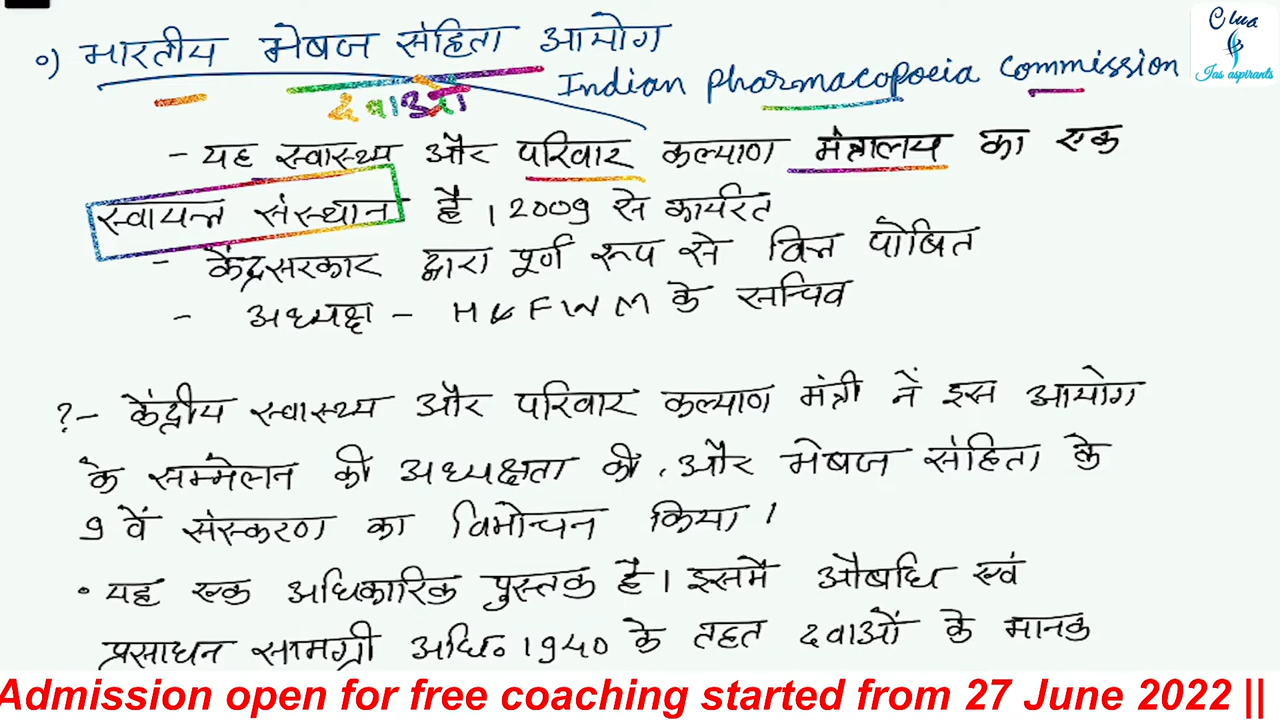 ०) भारतीय भेषज संहिता आयोग
Indian Pharmacopoeia Commission
दवाओं
Clue
Ias aspirants
- यह स्वास्थ्य और परिवार कल्याण मंत्रालय का एक
स्वायत्त संस्थान है। 2009 से कार्यरत
- केंद्रसरकार द्वारा पूर्ण रूप से वित्त पोषित
- अध्यक्ष - H & F W M के सचिव
?- केंद्रीय स्वास्थ्य और परिवार कल्याण मंत्री नें इस आयोग
के सम्मेलन की अध्यक्षता की, और भेषज संहिता के
9 वें संस्करण का विमोचन किया।
• यह एक अधिकारिक पुस्तक है। इसमें औषधि एवं
प्रसाधन सामग्री अधि॰ 1940 के तहत दवाओं के मानक
Admission open for free coaching started from 27 June 2022 ||